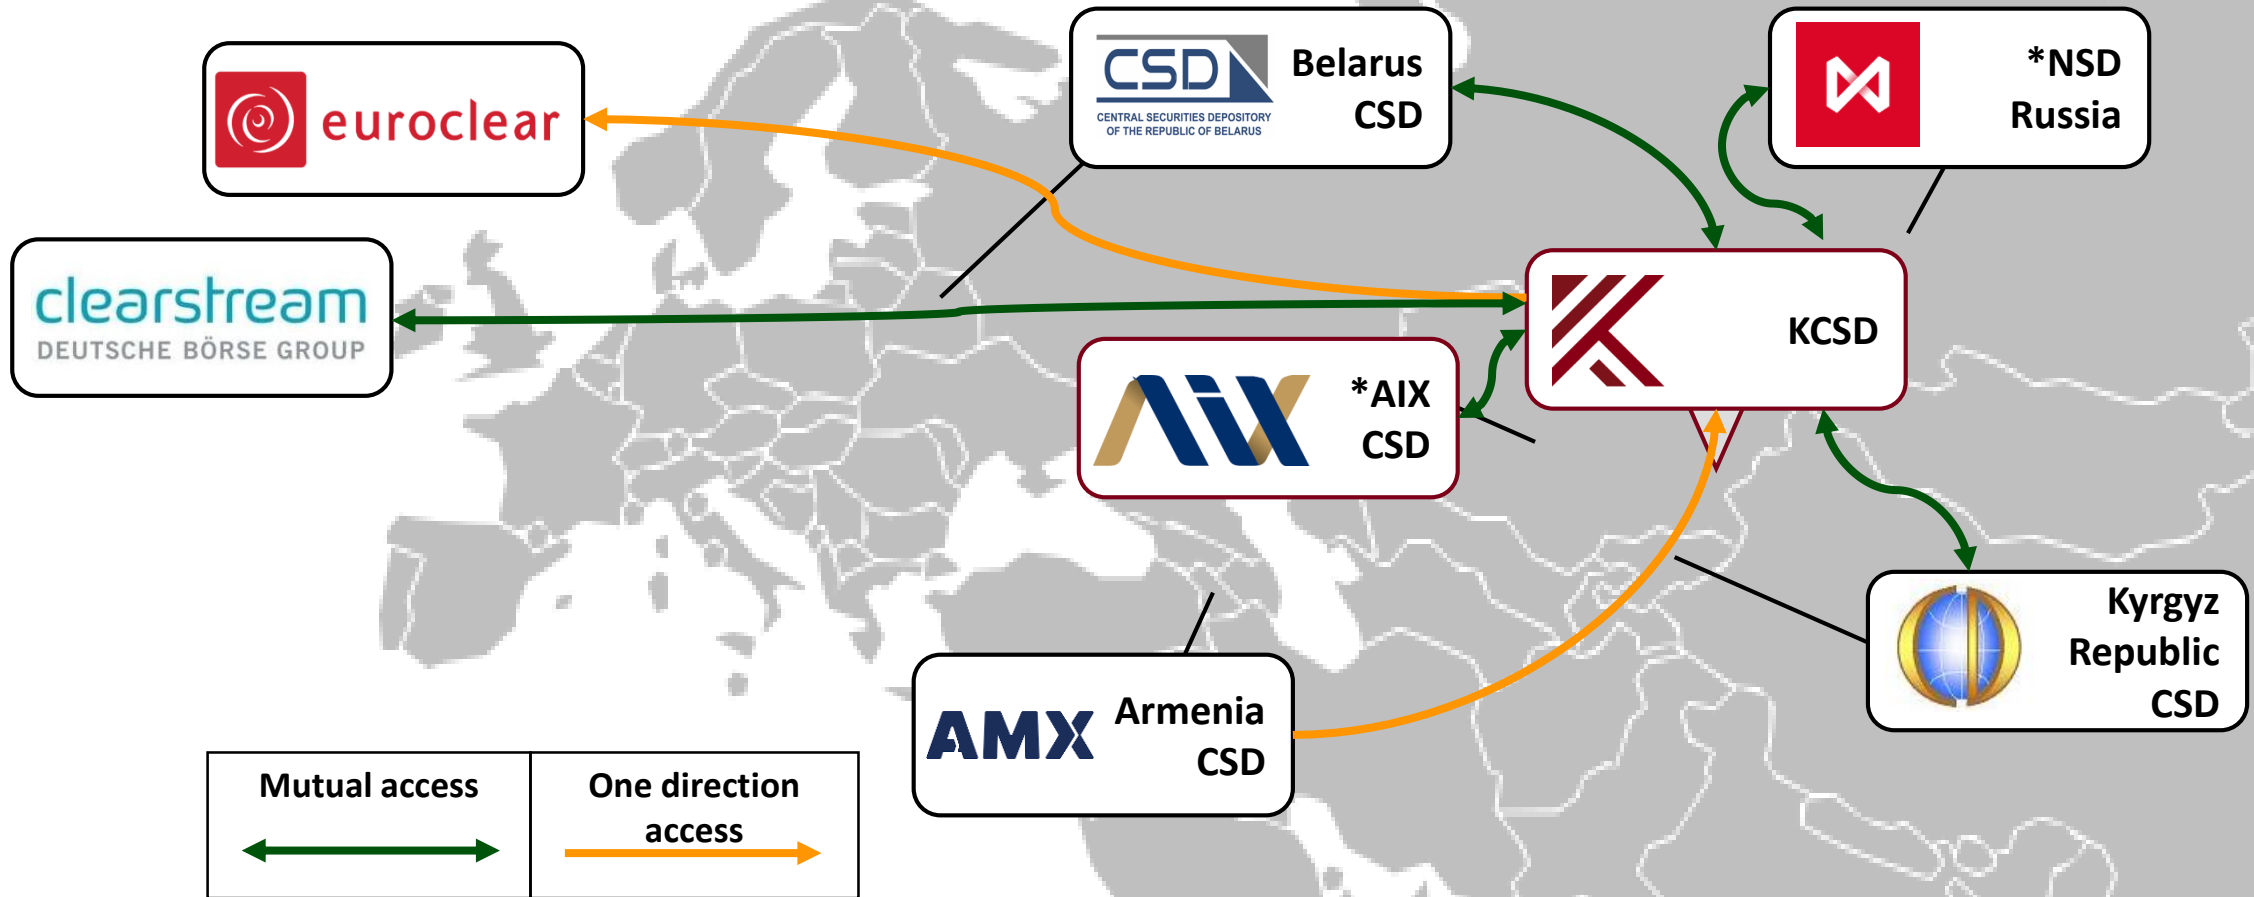 euroclear
clearstream
DEUTSCHE BÖRSE GROUP
CSD
CENTRAL SECURITIES DEPOSITORY
OF THE REPUBLIC OF BELARUS
Belarus
CSD
*NSD
Russia
KCSD
AIX
*AIX
CSD
AMX
Armenia
CSD
Kyrgyz
Republic
CSD
Mutual access
One direction
access